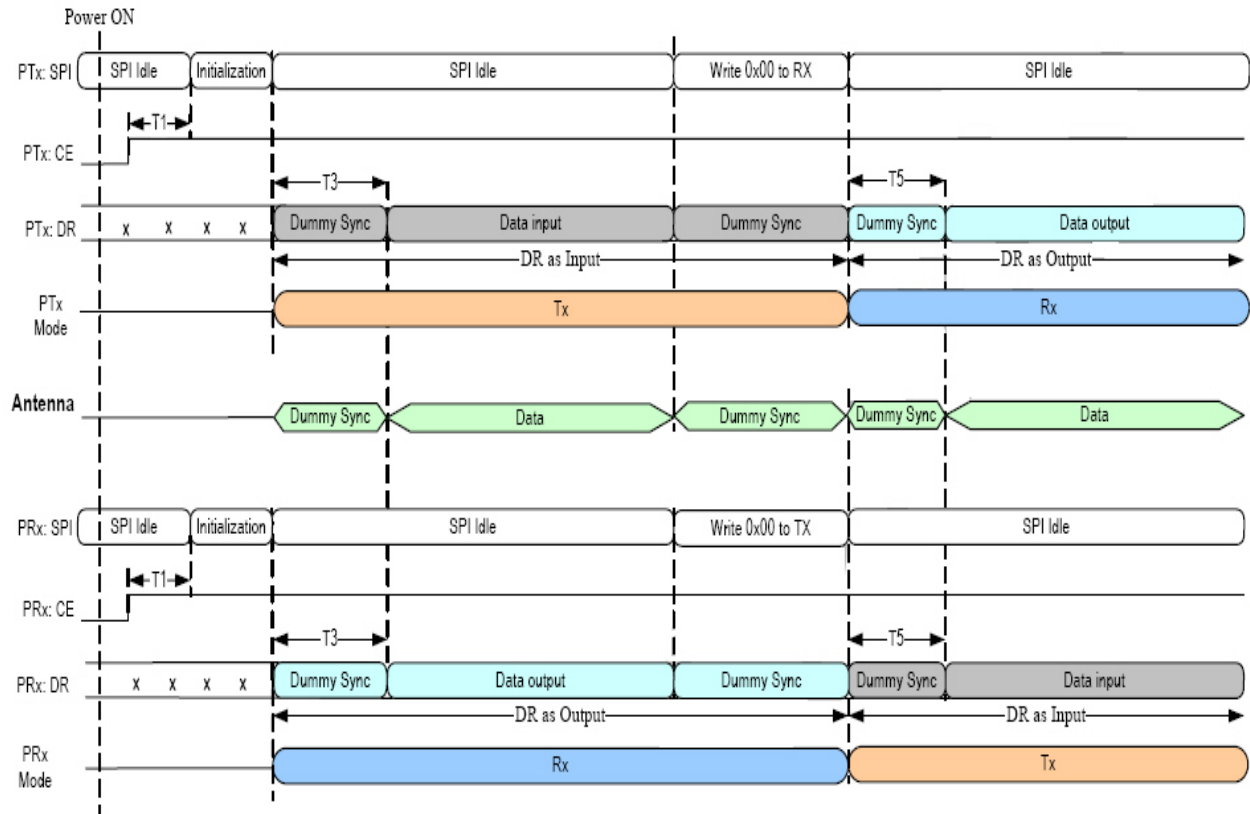 Power ON
PTx: SPI SPI Idle Initialization SPI Idle Write 0x00 to RX SPI Idle
T1
PTx: CE
T3 T5
PTx: DR x x x x Dummy Sync Data input Dummy Sync Dummy Sync Data output
DR as Input DR as Output
PTx
Mode Tx Rx
Antenna Dummy Sync Data Dummy Sync Dummy Sync Data
PRx: SPI SPI Idle Initialization SPI Idle Write 0x00 to TX SPI Idle
T1
PRx: CE
T3 T5
PRx: DR x x x x Dummy Sync Data output Dummy Sync Dummy Sync Data input
DR as Output DR as Input
PRx
Mode Rx Tx